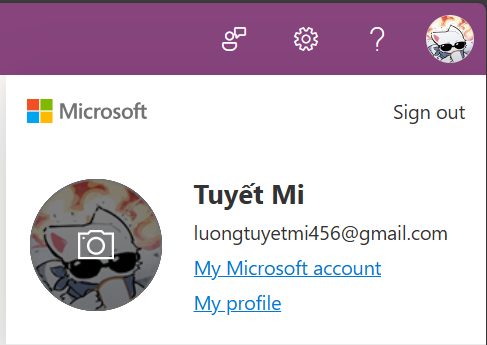 Microsoft
Sign out
Tuyết Mi
luongtuyetmi456@gmail.com
My Microsoft account
My profile